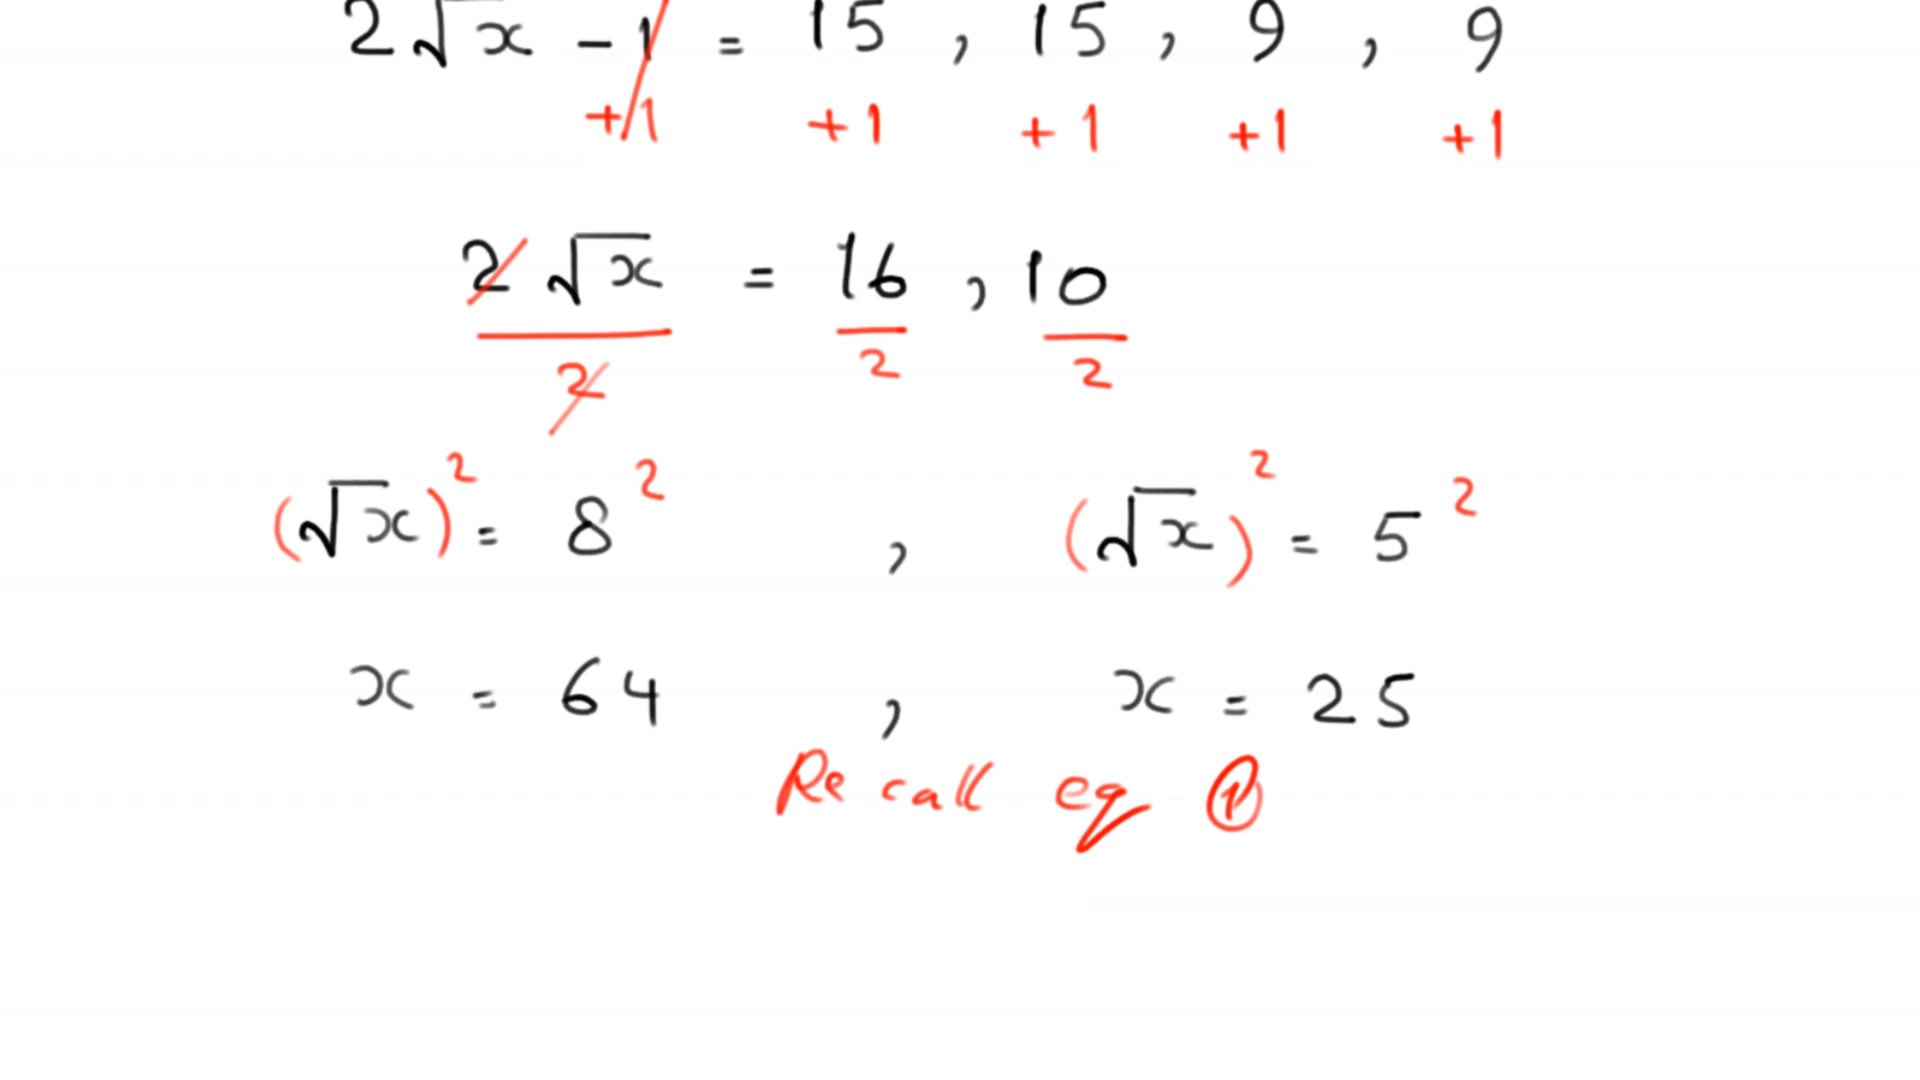 2√x - 1 = 15 , 15 , 9 , 9
+1 +1 +1 +1 +1
2√x = 16 , 10
2 2 2
(√x)² = 8² , (√x)² = 5²
x = 64 , x = 25
Recall eq ①